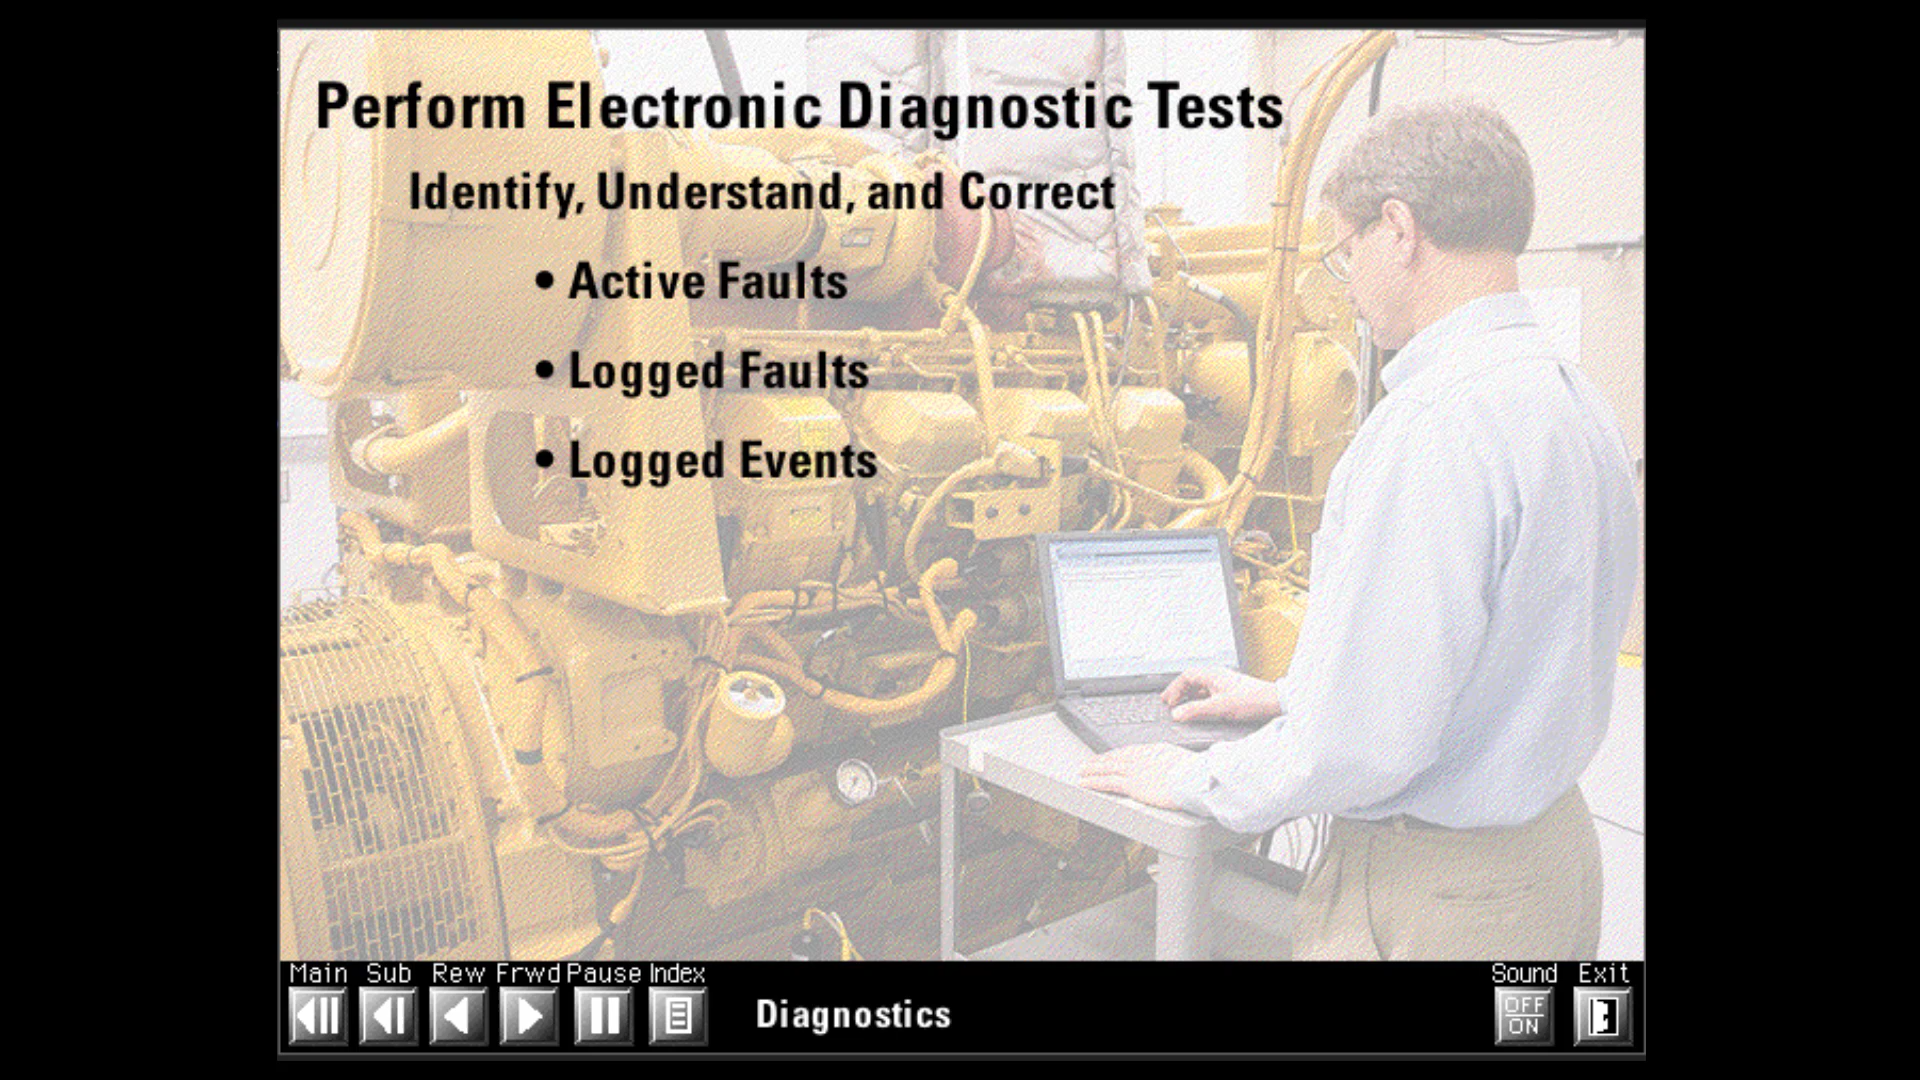 Perform Electronic Diagnostic Tests
Identify, Understand, and Correct
• Active Faults
• Logged Faults
• Logged Events
Main Sub Rew Frwd Pause Index
Sound Exit
OFF
ON
Diagnostics